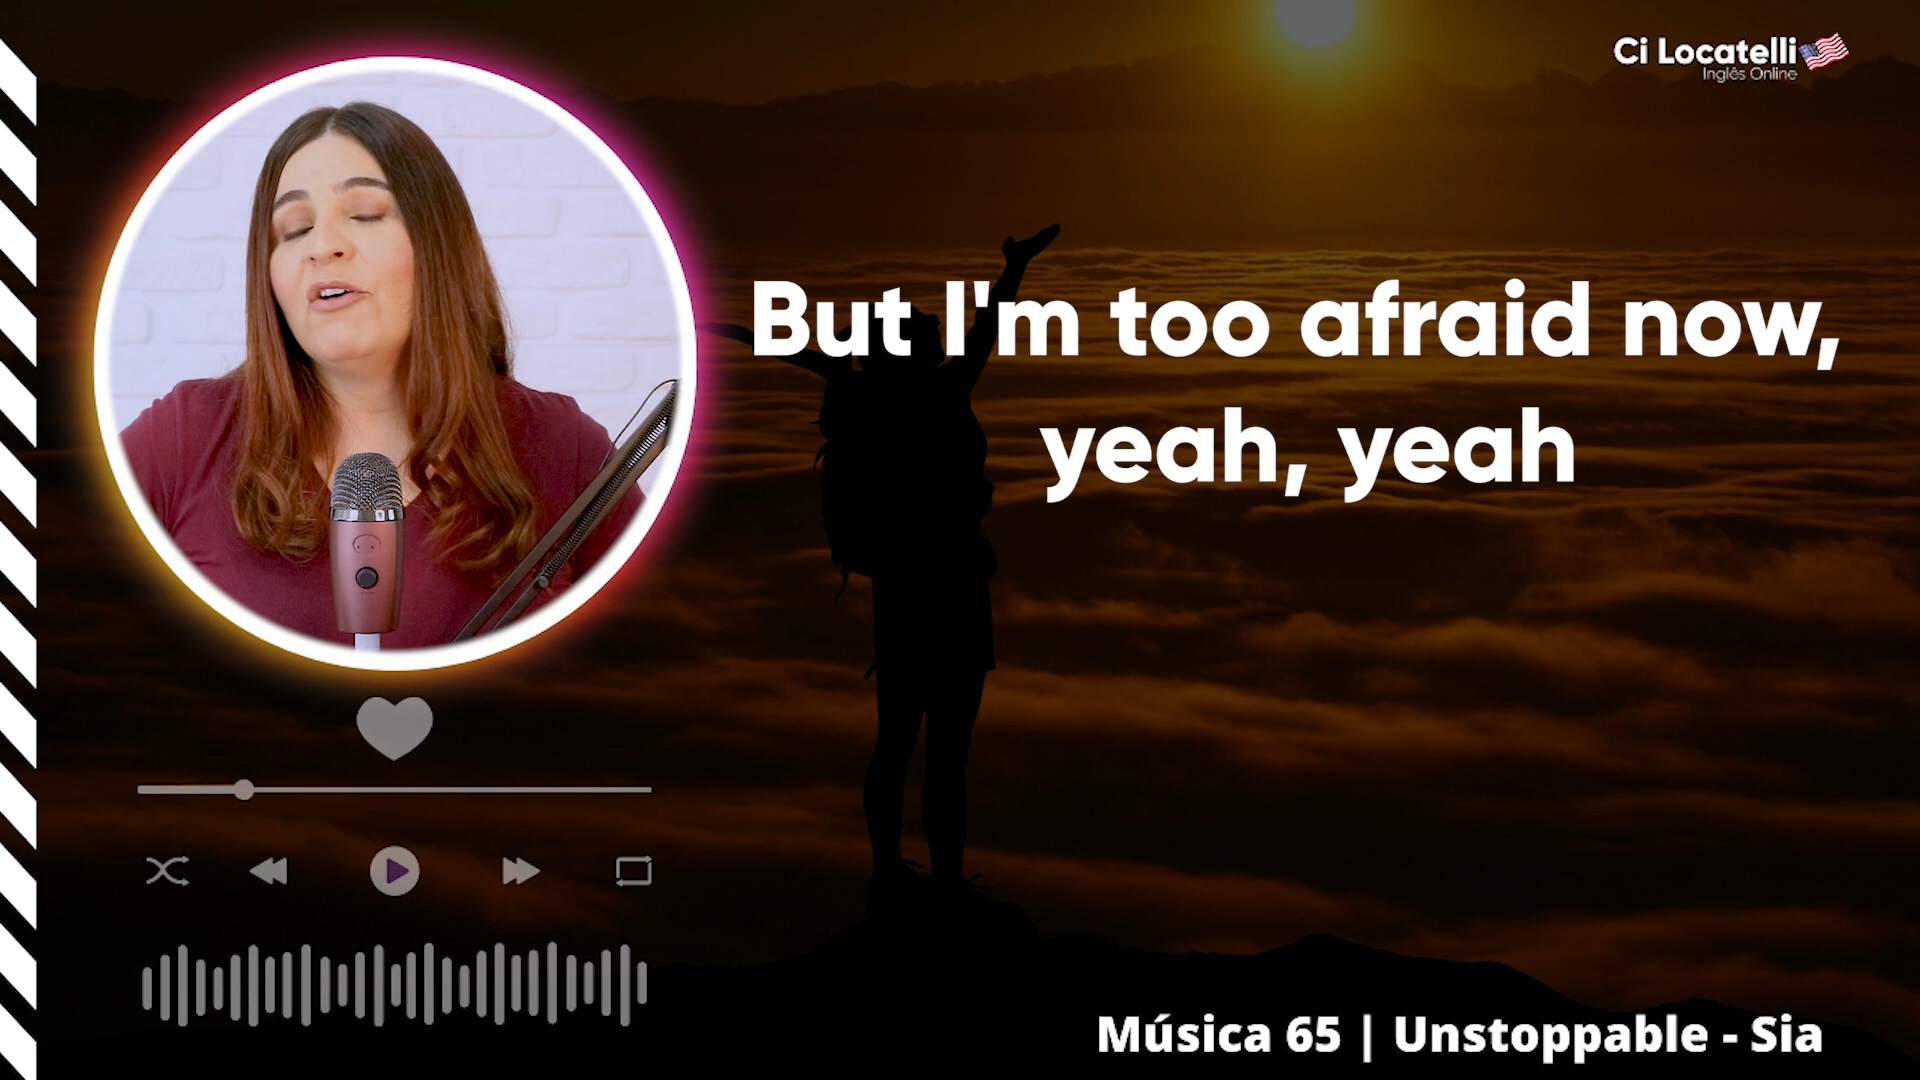 Ci Locatelli
Inglês Online
But I'm too afraid now,
yeah, yeah
Música 65 | Unstoppable - Sia